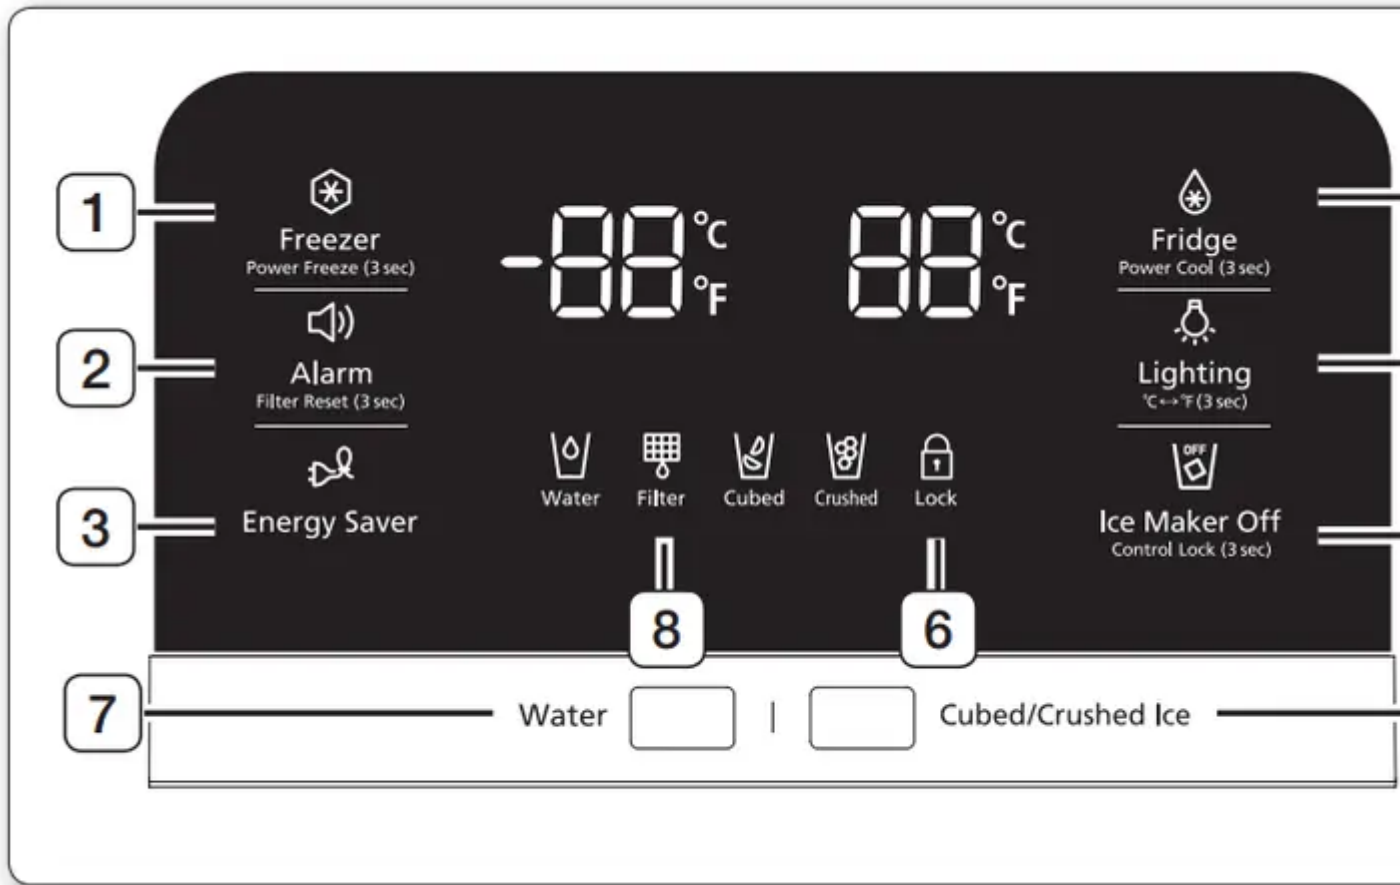 1
Freezer
Power Freeze (3 sec)
-88 °C °F
88 °C °F
Fridge
Power Cool (3 sec)
2
Alarm
Filter Reset (3 sec)
Lighting
°C↔°F (3 sec)
3
Energy Saver
Water
Filter
Cubed
Crushed
Lock
OFF
Ice Maker Off
Control Lock (3 sec)
8
6
7
Water | Cubed/Crushed Ice